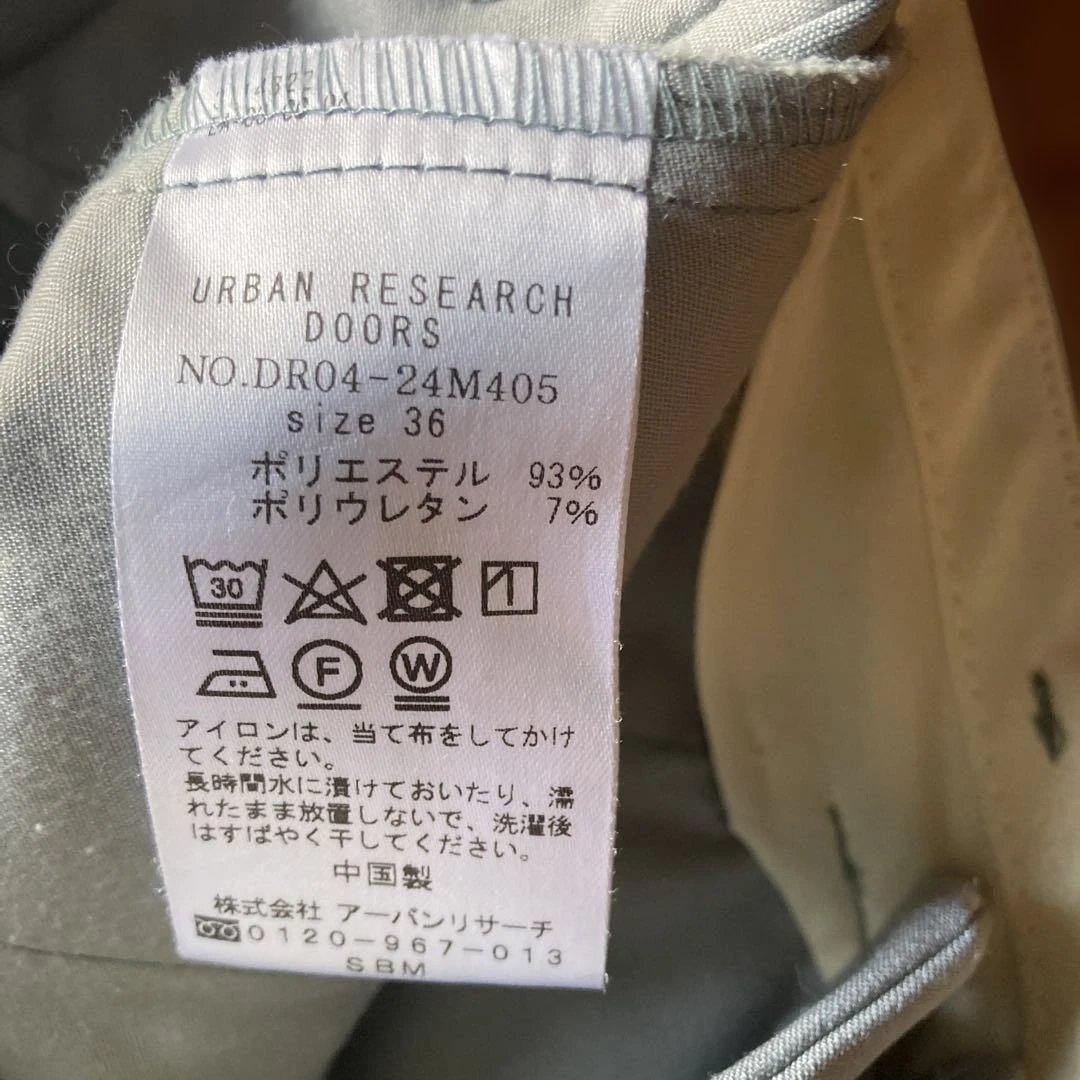 URBAN RESEARCH
DOORS
NO.DR04-24M405
size 36
ポリエステル 93%
ポリウレタン 7%
30
F W
アイロンは、当て布をしてかけ
てください。
長時間水に漬けておいたり、濡
れたまま放置しないで、洗濯後
はすばやく干してください。
中国製
株式会社 アーバンリサーチ
0120-967-013
SBM